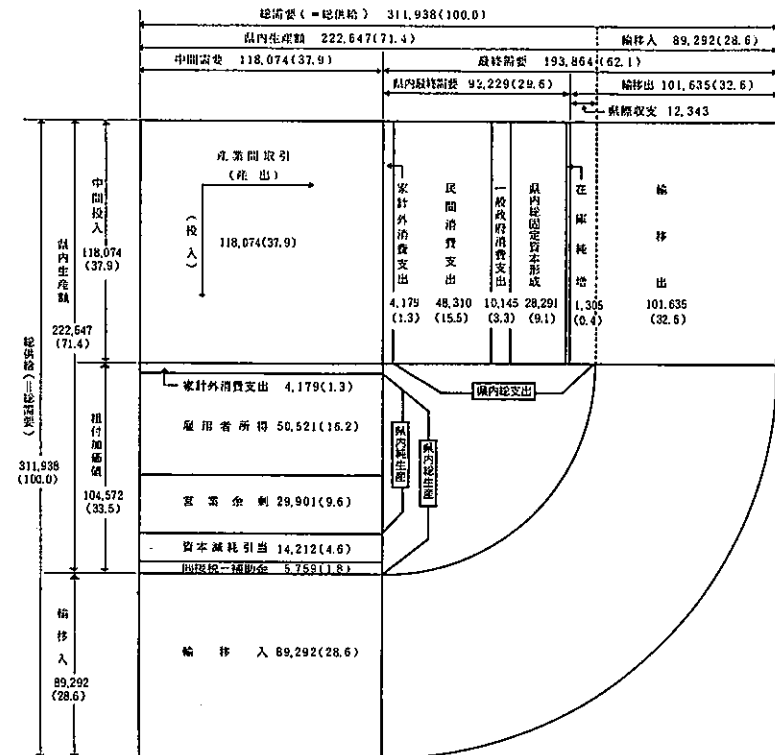 総需要(=総供給) 311,938(100.0)
県内生産額 222,647(71.4)
輸移入 89,292(28.6)
中間需要 118,074(37.9)
最終需要 193,864(62.1)
県内最終需要 92,229(29.6)
輸移出 101,635(32.6)
県際収支 12,343
産業間取引
(産出)
(投入)
118,074(37.9)
家計外消費支出
4,179
(1.3)
民間消費支出
48,310
(15.5)
一般政府消費支出
10,145
(3.3)
県内総固定資本形成
28,291
(9.1)
在庫純増
1,305
(0.4)
輸移出
101,635
(32.6)
中間投入
118,074
(37.9)
県内生産額
222,647
(71.4)
総供給(=総需要)
311,938
(100.0)
粗付加価値
104,572
(33.5)
家計外消費支出 4,179(1.3)
雇用者所得 50,521(16.2)
営業余剰 29,901(9.6)
資本減耗引当 14,212(4.6)
間接税-補助金 5,759(1.8)
県内総支出
県内純生産
県内総生産
輸移入
89,292
(28.6)
輸移入 89,292(28.6)